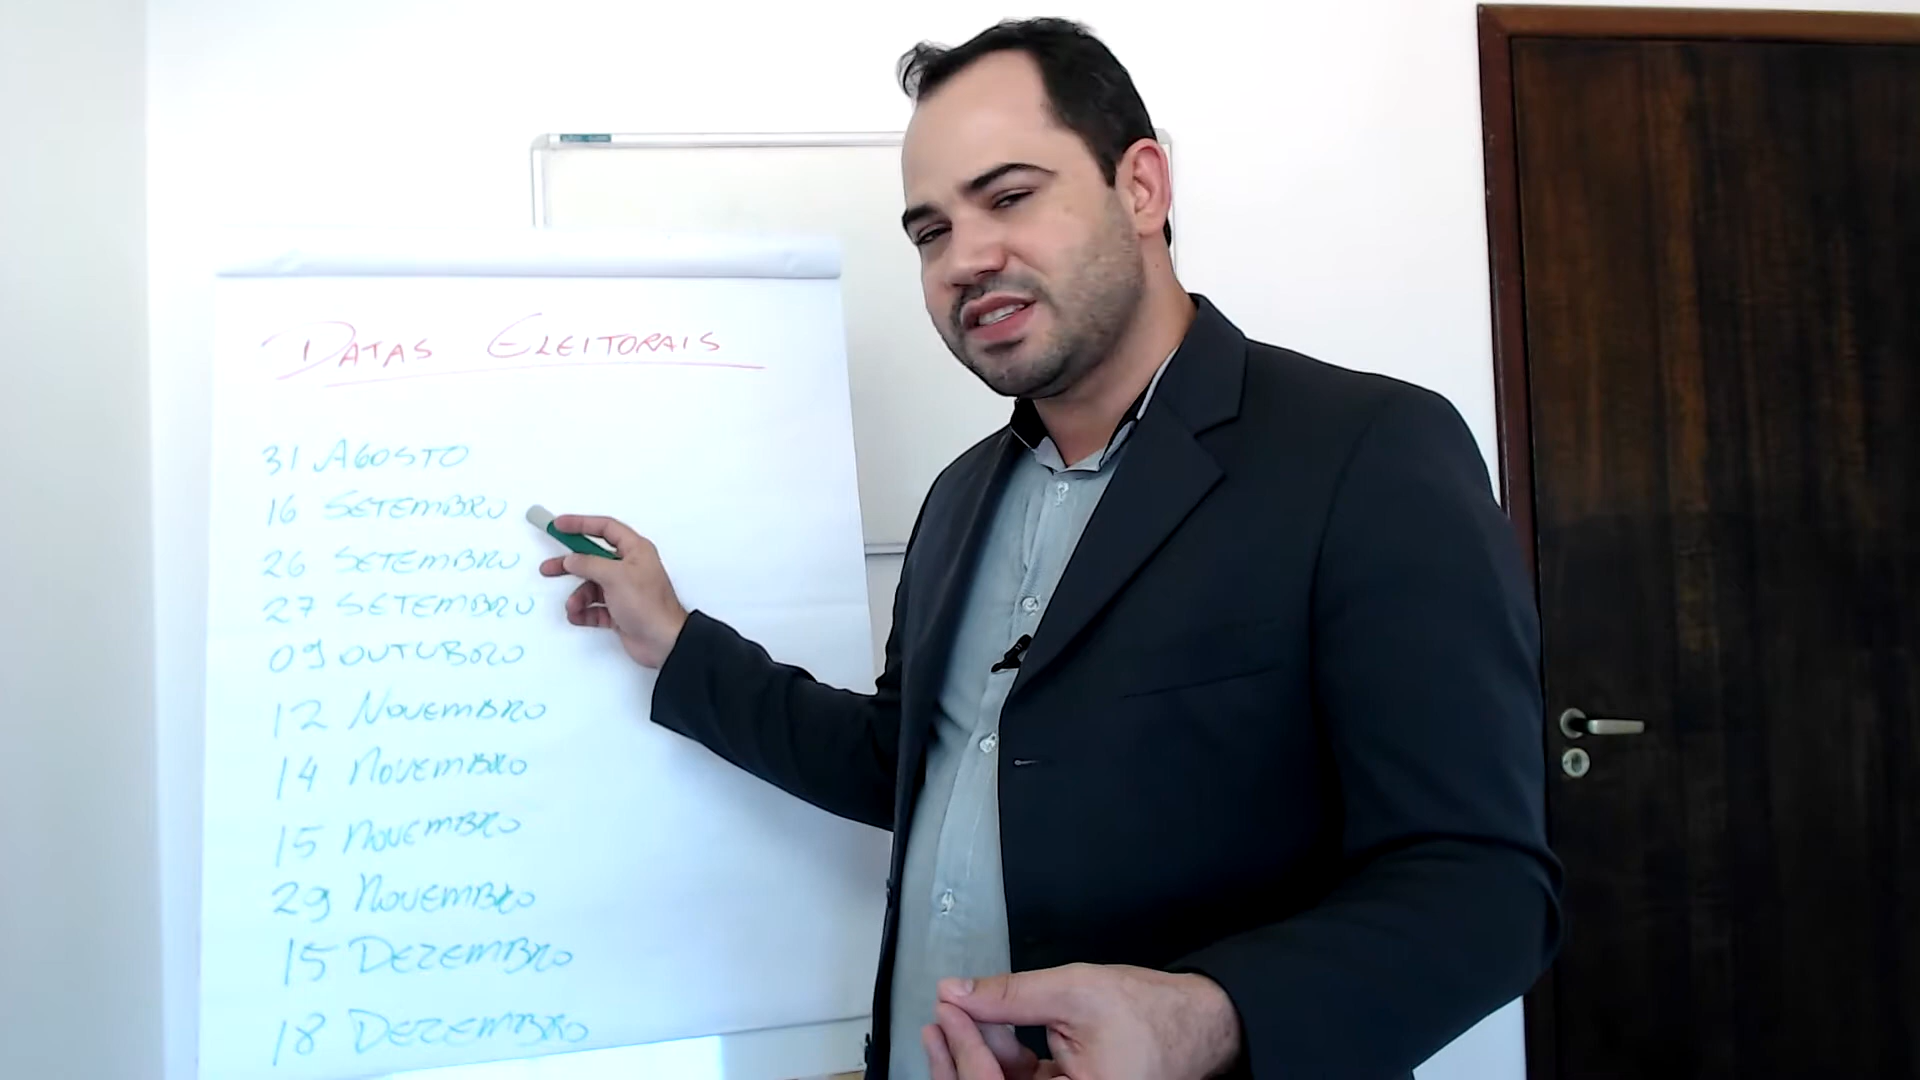 DATAS ELEITORAIS
31 AGOSTO
16 SETEMBRO
26 SETEMBRO
27 SETEMBRO
09 OUTUBRO
12 NOVEMBRO
14 NOVEMBRO
15 NOVEMBRO
29 NOVEMBRO
15 DEZEMBRO
18 DEZEMBRO